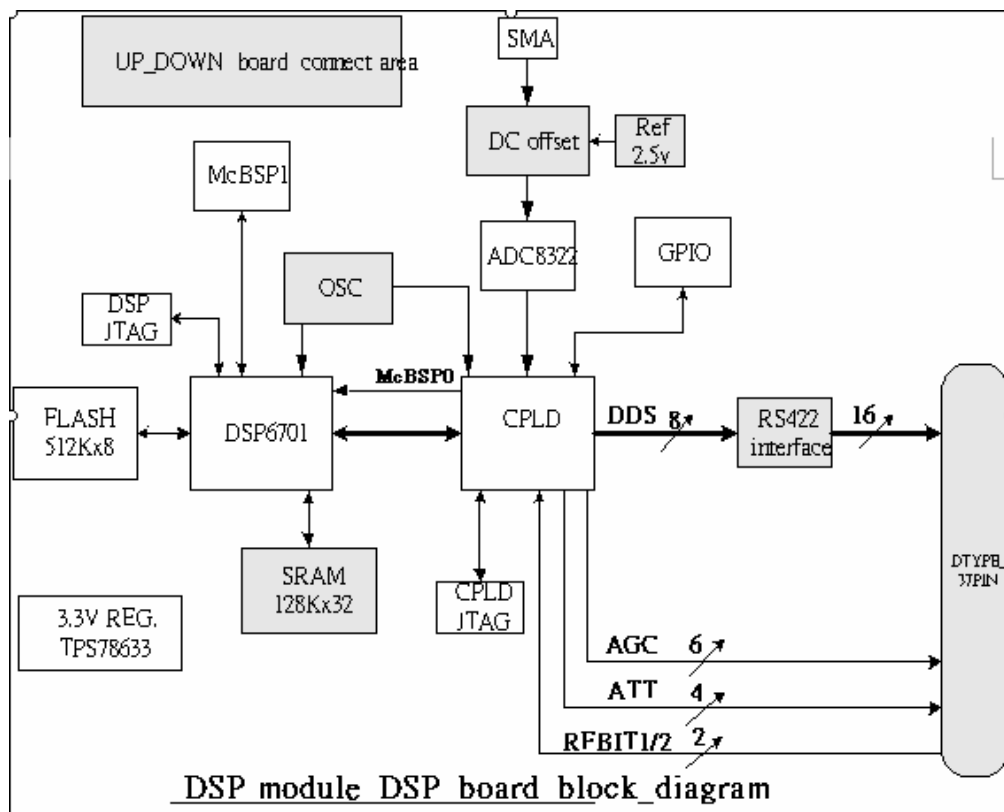 SMA
UP_DOWN board connect area
DC offset
Ref
2.5v
McBSP1
ADC8322
GPIO
OSC
DSP
JTAG
McBSP0
FLASH
512Kx8
DSP6701
CPLD
DDS 8
RS422
interface
16
DTYPE_
37PIN
SRAM
128Kx32
CPLD
JTAG
3.3V REG.
TPS78633
AGC 6
ATT 4
RFBIT1/2 2
DSP module DSP board block_diagram